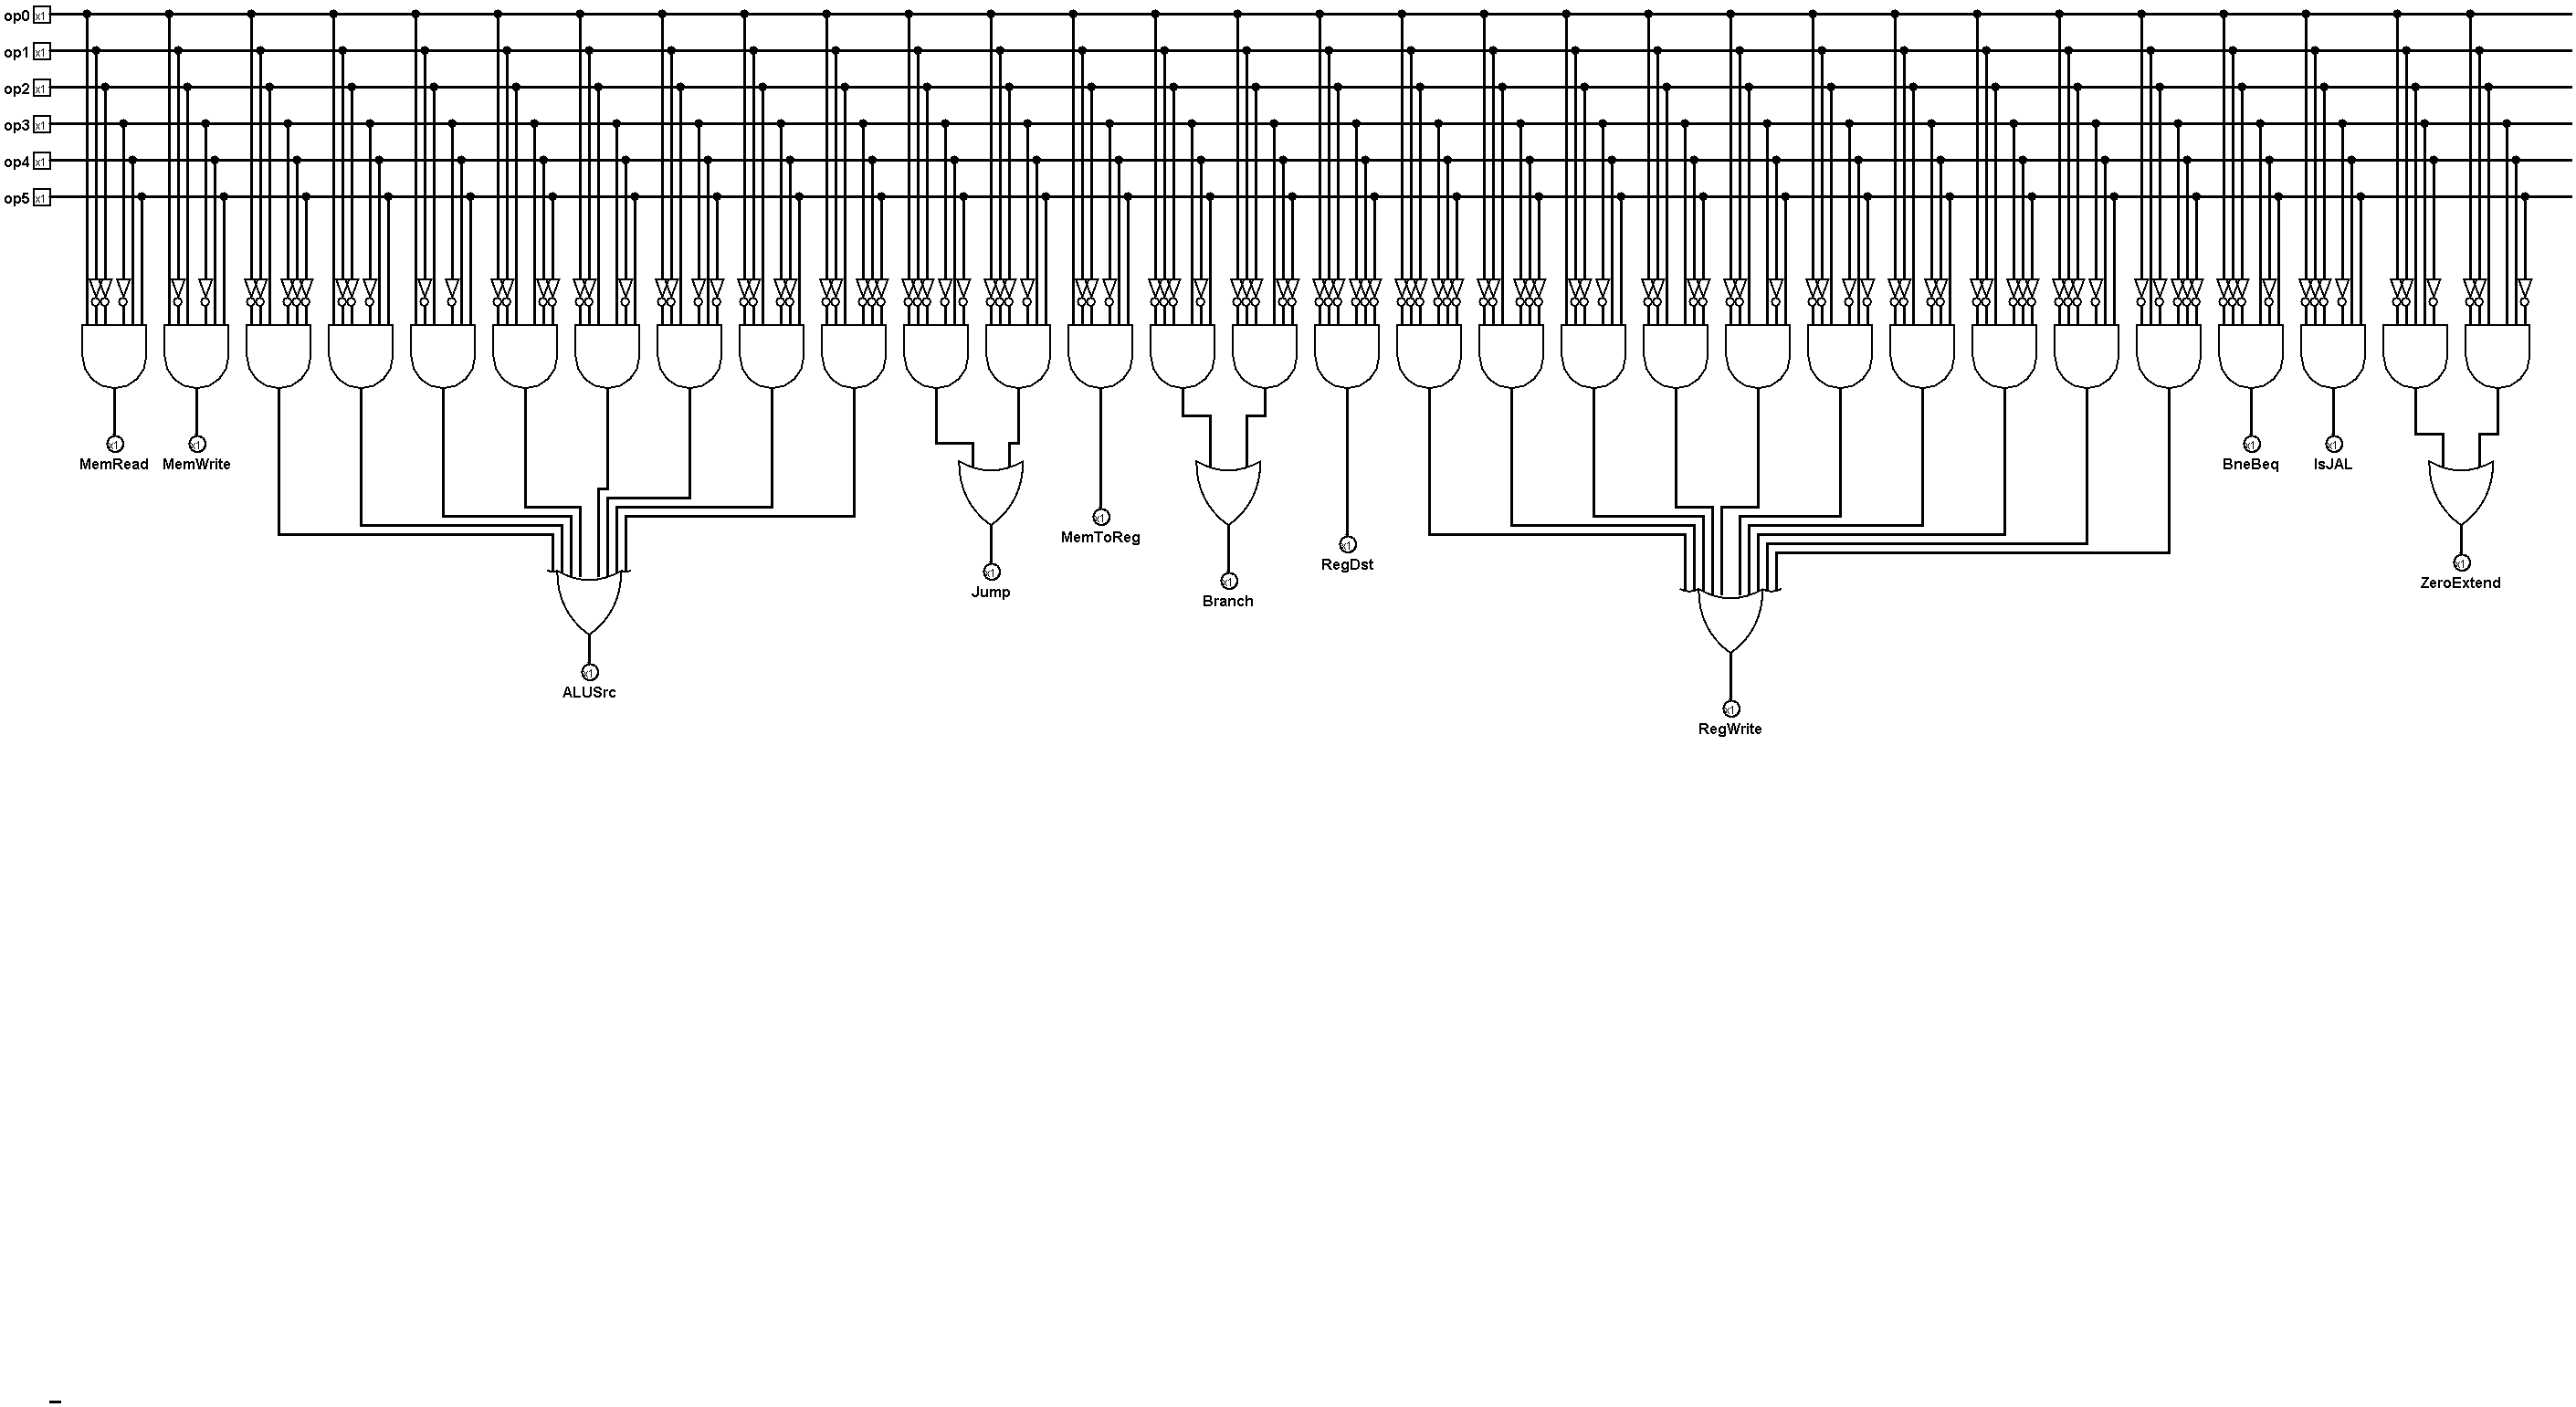 op0 x1
op1 x1
op2 x1
op3 x1
op4 x1
op5 x1
x1 x1 x1 x1
MemRead MemWrite BneBeq IsJAL
x1
MemToReg
x1
RegDst
x1
ZeroExtend
x1
Jump
x1
Branch
x1
ALUSrc
x1
RegWrite